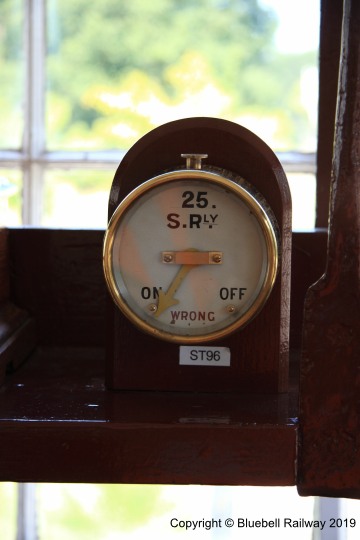 25.
S.RLY
ON OFF
WRONG
ST96
Copyright © Bluebell Railway 2019